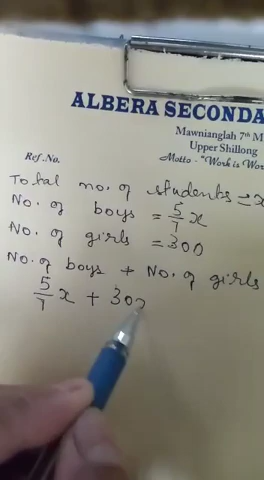 ALBERA SECONDA
Mawnianglah 7th M
Upper Shillong
Ref.No.
Motto - "Work is Wor
Total no. of students = x
No. of boys = 5/7 x
No. of girls = 300
No. of boys + No. of girls
5/7 x + 300